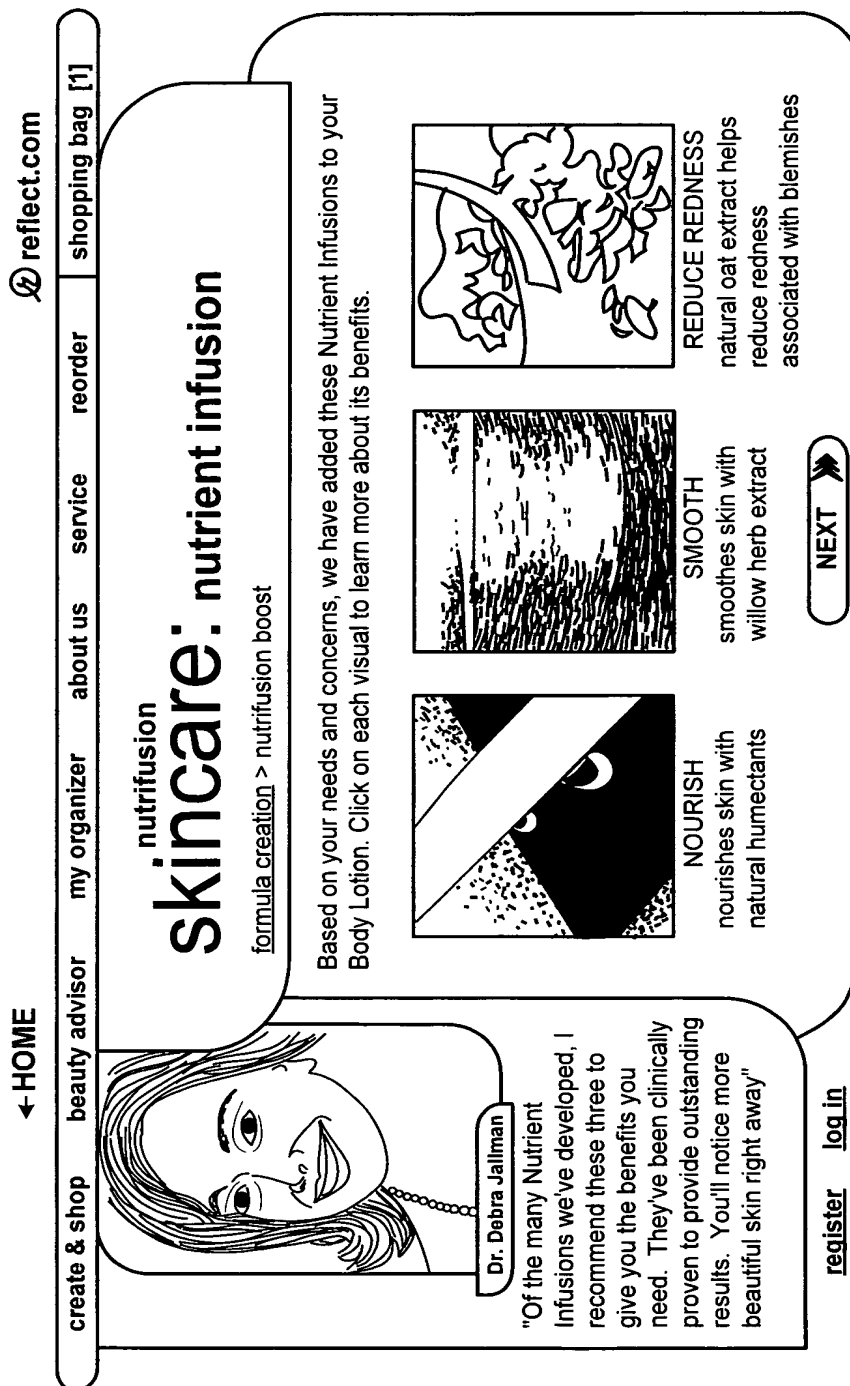 ←HOME
reflect.com
create & shop beauty advisor my organizer about us service reorder shopping bag [1]
nutrifusion
skincare: nutrient infusion
formula creation > nutrifusion boost
Dr. Debra Jallman
"Of the many Nutrient
Infusions we've developed, I
recommend these three to
give you the benefits you
need. They've been clinically
proven to provide outstanding
results. You'll notice more
beautiful skin right away"
Based on your needs and concerns, we have added these Nutrient Infusions to your
Body Lotion. Click on each visual to learn more about its benefits.
NOURISH
nourishes skin with
natural humectants
SMOOTH
smoothes skin with
willow herb extract
REDUCE REDNESS
natural oat extract helps
reduce redness
associated with blemishes
NEXT
register log in